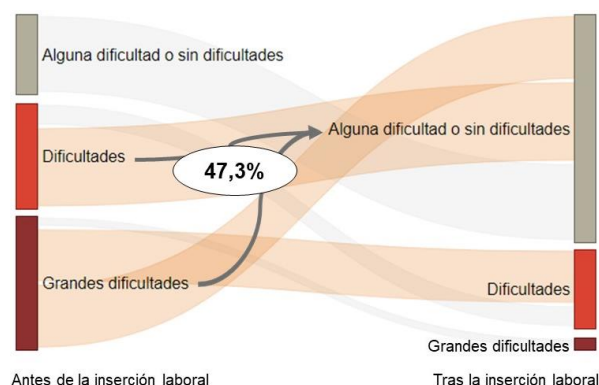 Alguna dificultad o sin dificultades
Dificultades
Grandes dificultades
47,3%
Alguna dificultad o sin dificultades
Dificultades
Grandes dificultades
Antes de la inserción laboral
Tras la inserción laboral